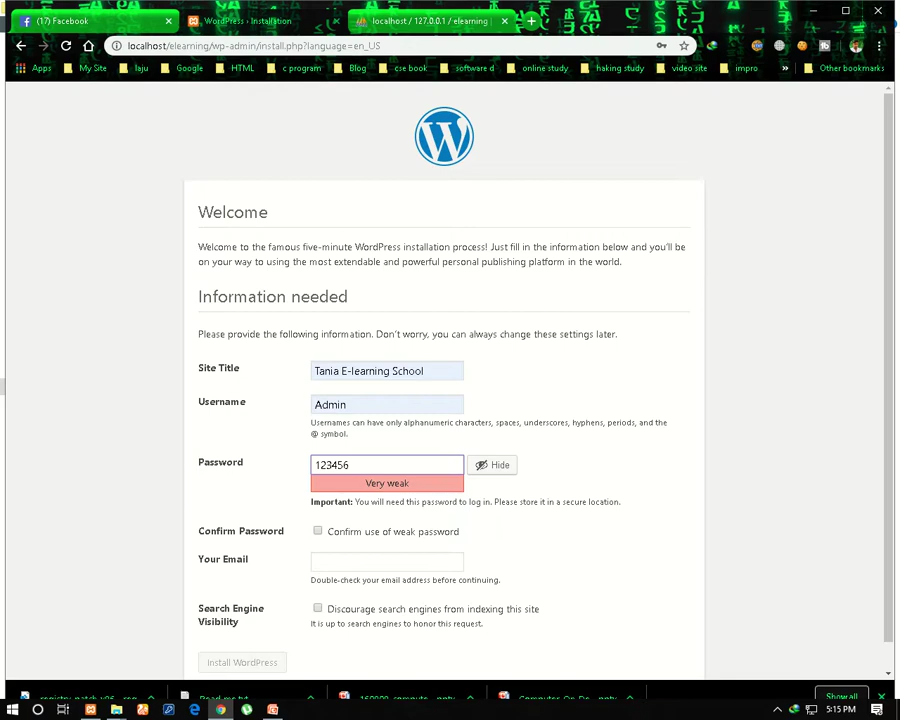 (17) Facebook
WordPress › Installation
localhost / 127.0.0.1 / elearning |
localhost/elearning/wp-admin/install.php?language=en_US
Apps My Site laju Google HTML c program Blog cse book software d online study haking study video site impro » Other bookmarks
Welcome
Welcome to the famous five-minute WordPress installation process! Just fill in the information below and you'll be
on your way to using the most extendable and powerful personal publishing platform in the world.
Information needed
Please provide the following information. Don't worry, you can always change these settings later.
Site Title
Tania E-learning School
Username
Admin
Usernames can have only alphanumeric characters, spaces, underscores, hyphens, periods, and the
@ symbol.
Password
123456
Hide
Very weak
Important: You will need this password to log in. Please store it in a secure location.
Confirm Password
Confirm use of weak password
Your Email
Double-check your email address before continuing.
Search Engine
Visibility
Discourage search engines from indexing this site
It is up to search engines to honor this request.
Install WordPress
Show all
5:15 PM